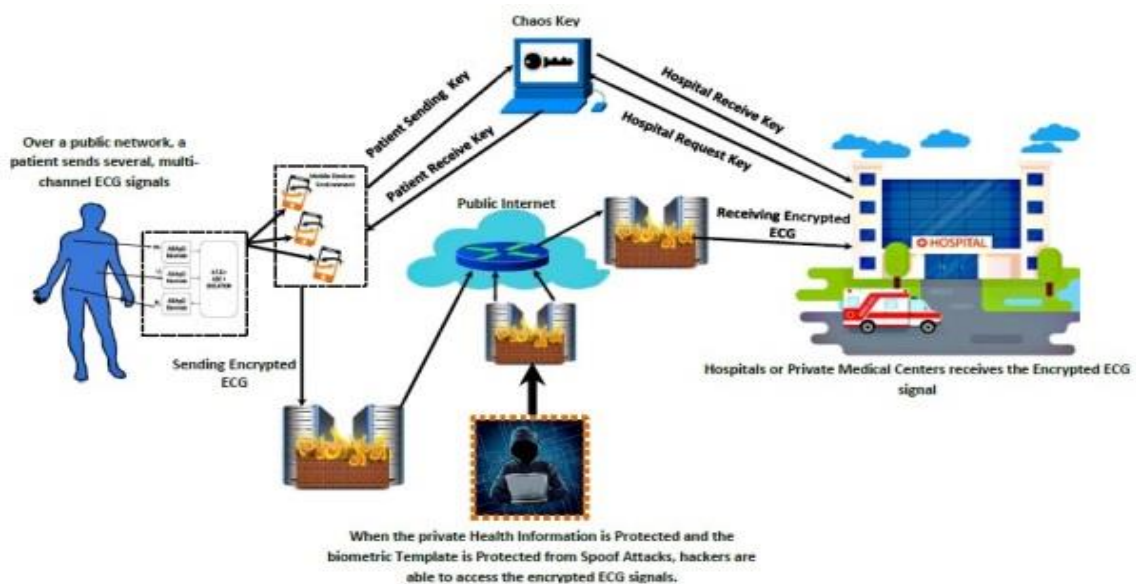 Chaos Key
Patient Sending Key
Patient Receive Key
Hospital Receive Key
Hospital Request Key
Over a public network, a
patient sends several, multi-
channel ECG signals
Mobile Devices
Environment
Public Internet
Receiving Encrypted
ECG
HOSPITAL
Sending Encrypted
ECG
Hospitals or Private Medical Centers receives the Encrypted ECG
signal
When the private Health Information is Protected and the
biometric Template is Protected from Spoof Attacks, hackers are
able to access the encrypted ECG signals.